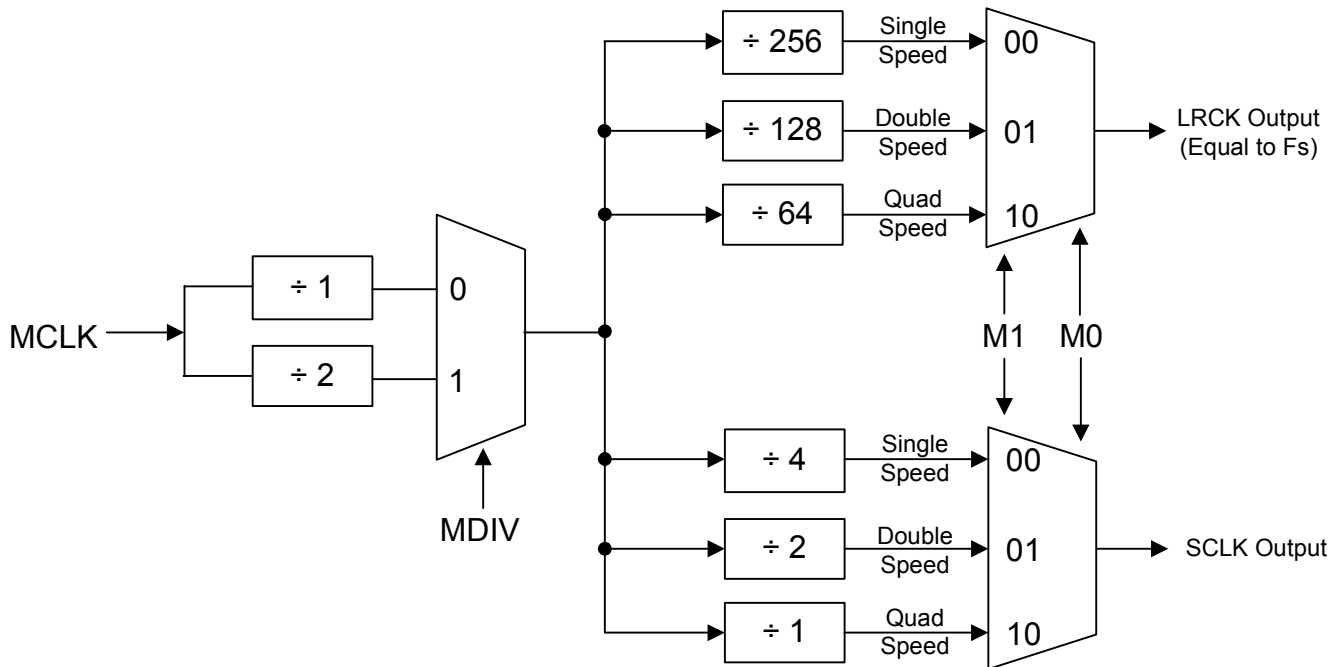 ÷ 256
Single
Speed
00
÷ 128
Double
Speed
01
LRCK Output
(Equal to Fs)
÷ 64
Quad
Speed
10
MCLK
÷ 1
0
÷ 2
1
MDIV
M1
M0
÷ 4
Single
Speed
00
÷ 2
Double
Speed
01
SCLK Output
÷ 1
Quad
Speed
10